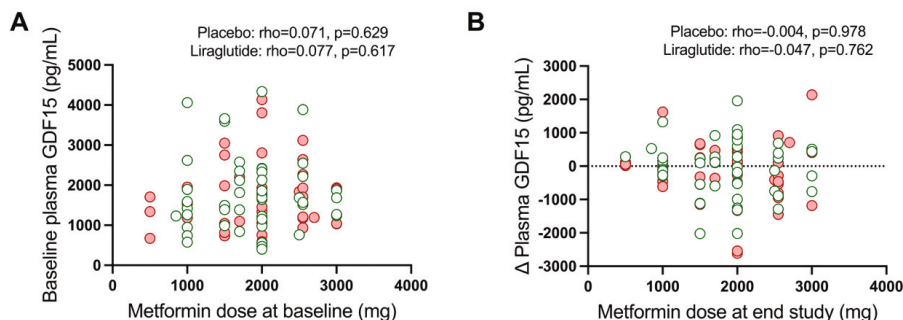 A
Placebo: rho=0.071, p=0.629
Liraglutide: rho=0.077, p=0.617
Baseline plasma GDF15 (pg/mL)
5000
4000
3000
2000
1000
0
0 1000 2000 3000 4000
Metformin dose at baseline (mg)
B
Placebo: rho=-0.004, p=0.978
Liraglutide: rho=-0.047, p=0.762
Δ Plasma GDF15 (pg/mL)
3000
2000
1000
0
-1000
-2000
-3000
0 1000 2000 3000 4000
Metformin dose at end study (mg)